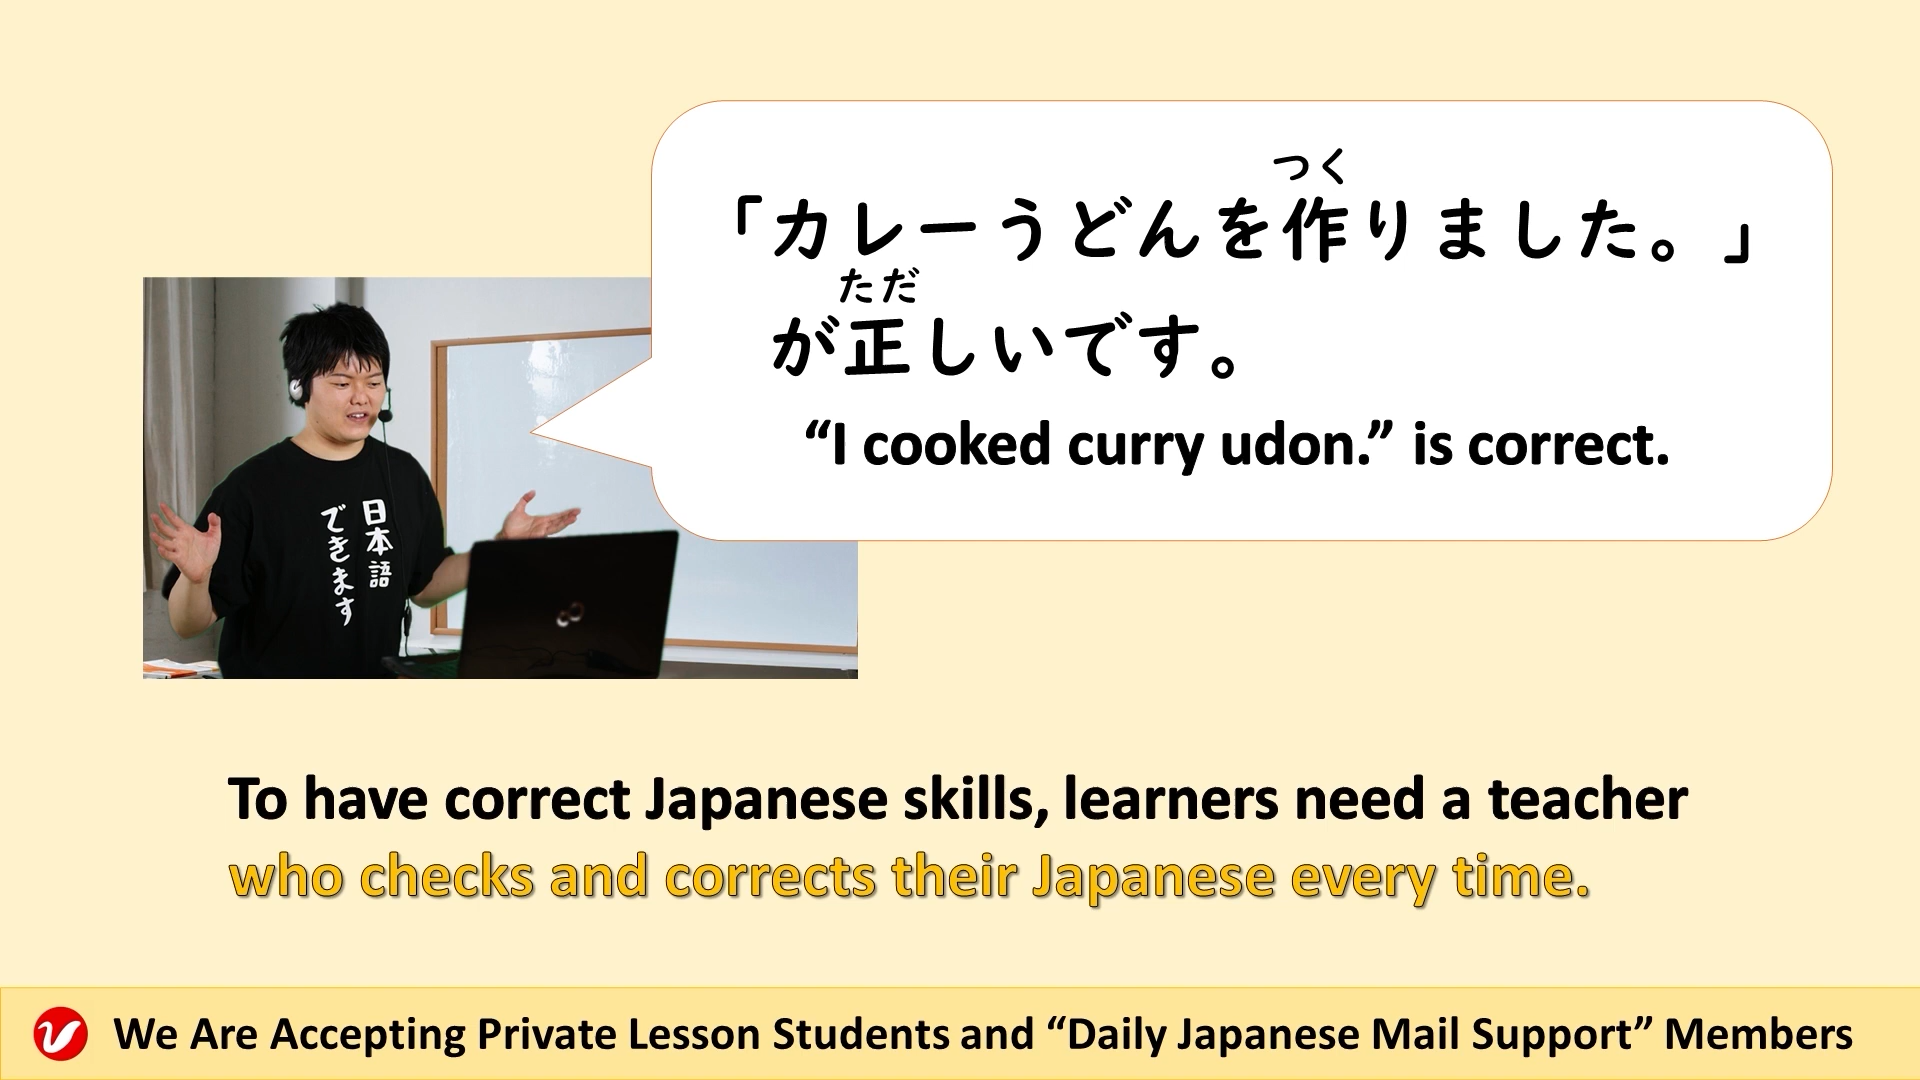 つく
「カレーうどんを作りました。」
ただ
が正しいです。
“I cooked curry udon.” is correct.
日本語
できます
To have correct Japanese skills, learners need a teacher
who checks and corrects their Japanese every time.
We Are Accepting Private Lesson Students and “Daily Japanese Mail Support” Members